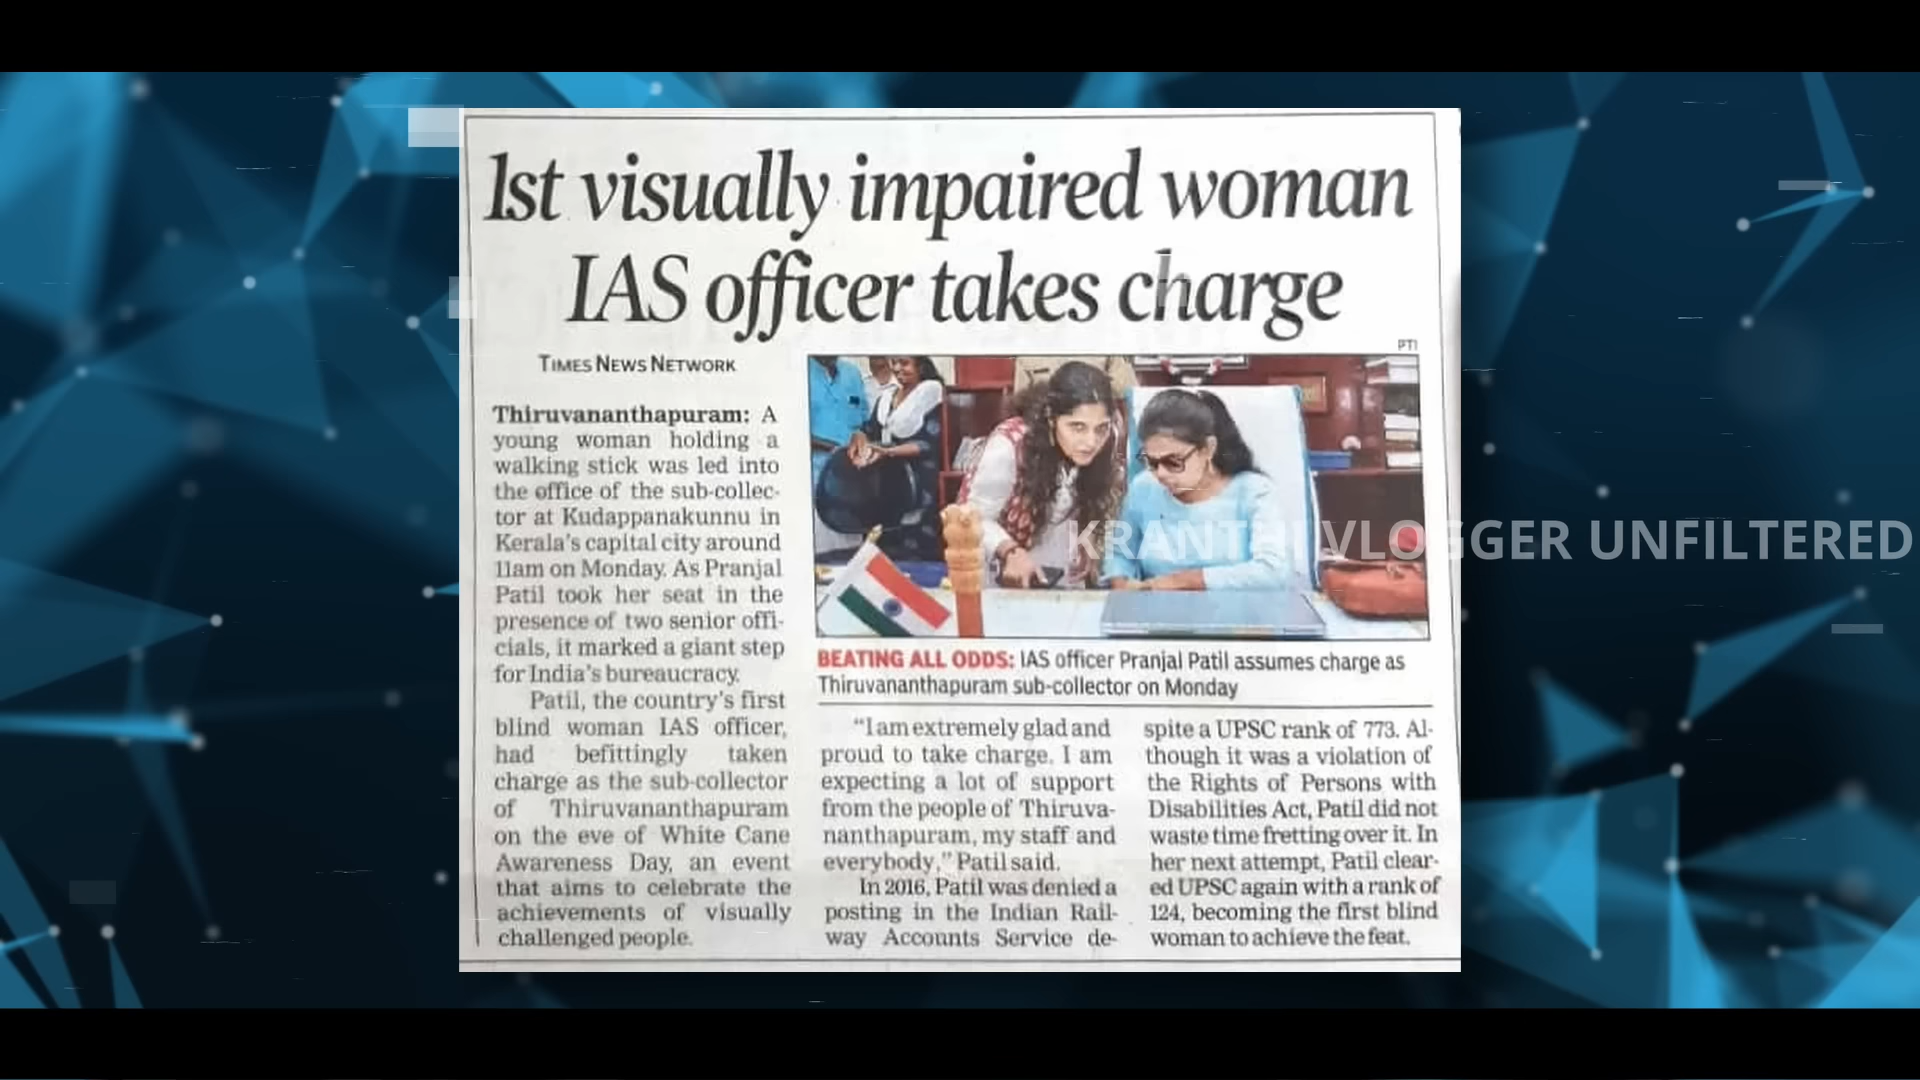 1st visually impaired woman
IAS officer takes charge
PTI
TIMES NEWS NETWORK
Thiruvananthapuram: A
young woman holding a
walking stick was led into
the office of the sub-collec-
tor at Kudappanakunnu in
Kerala's capital city around
11am on Monday. As Pranjal
Patil took her seat in the
presence of two senior offi-
cials, it marked a giant step
for India's bureaucracy.
Patil, the country's first
blind woman IAS officer,
had befittingly taken
charge as the sub-collector
of Thiruvananthapuram
on the eve of White Cane
Awareness Day, an event
that aims to celebrate the
achievements of visually
challenged people.
KRANTHI VLOGGER UNFILTERED
BEATING ALL ODDS: IAS officer Pranjal Patil assumes charge as
Thiruvananthapuram sub-collector on Monday
"I am extremely glad and
proud to take charge. I am
expecting a lot of support
from the people of Thiruva-
nanthapuram, my staff and
everybody," Patil said.
In 2016, Patil was denied a
posting in the Indian Rail-
way Accounts Service de-
spite a UPSC rank of 773. Al-
though it was a violation of
the Rights of Persons with
Disabilities Act, Patil did not
waste time fretting over it. In
her next attempt, Patil clear-
ed UPSC again with a rank of
124, becoming the first blind
woman to achieve the feat.